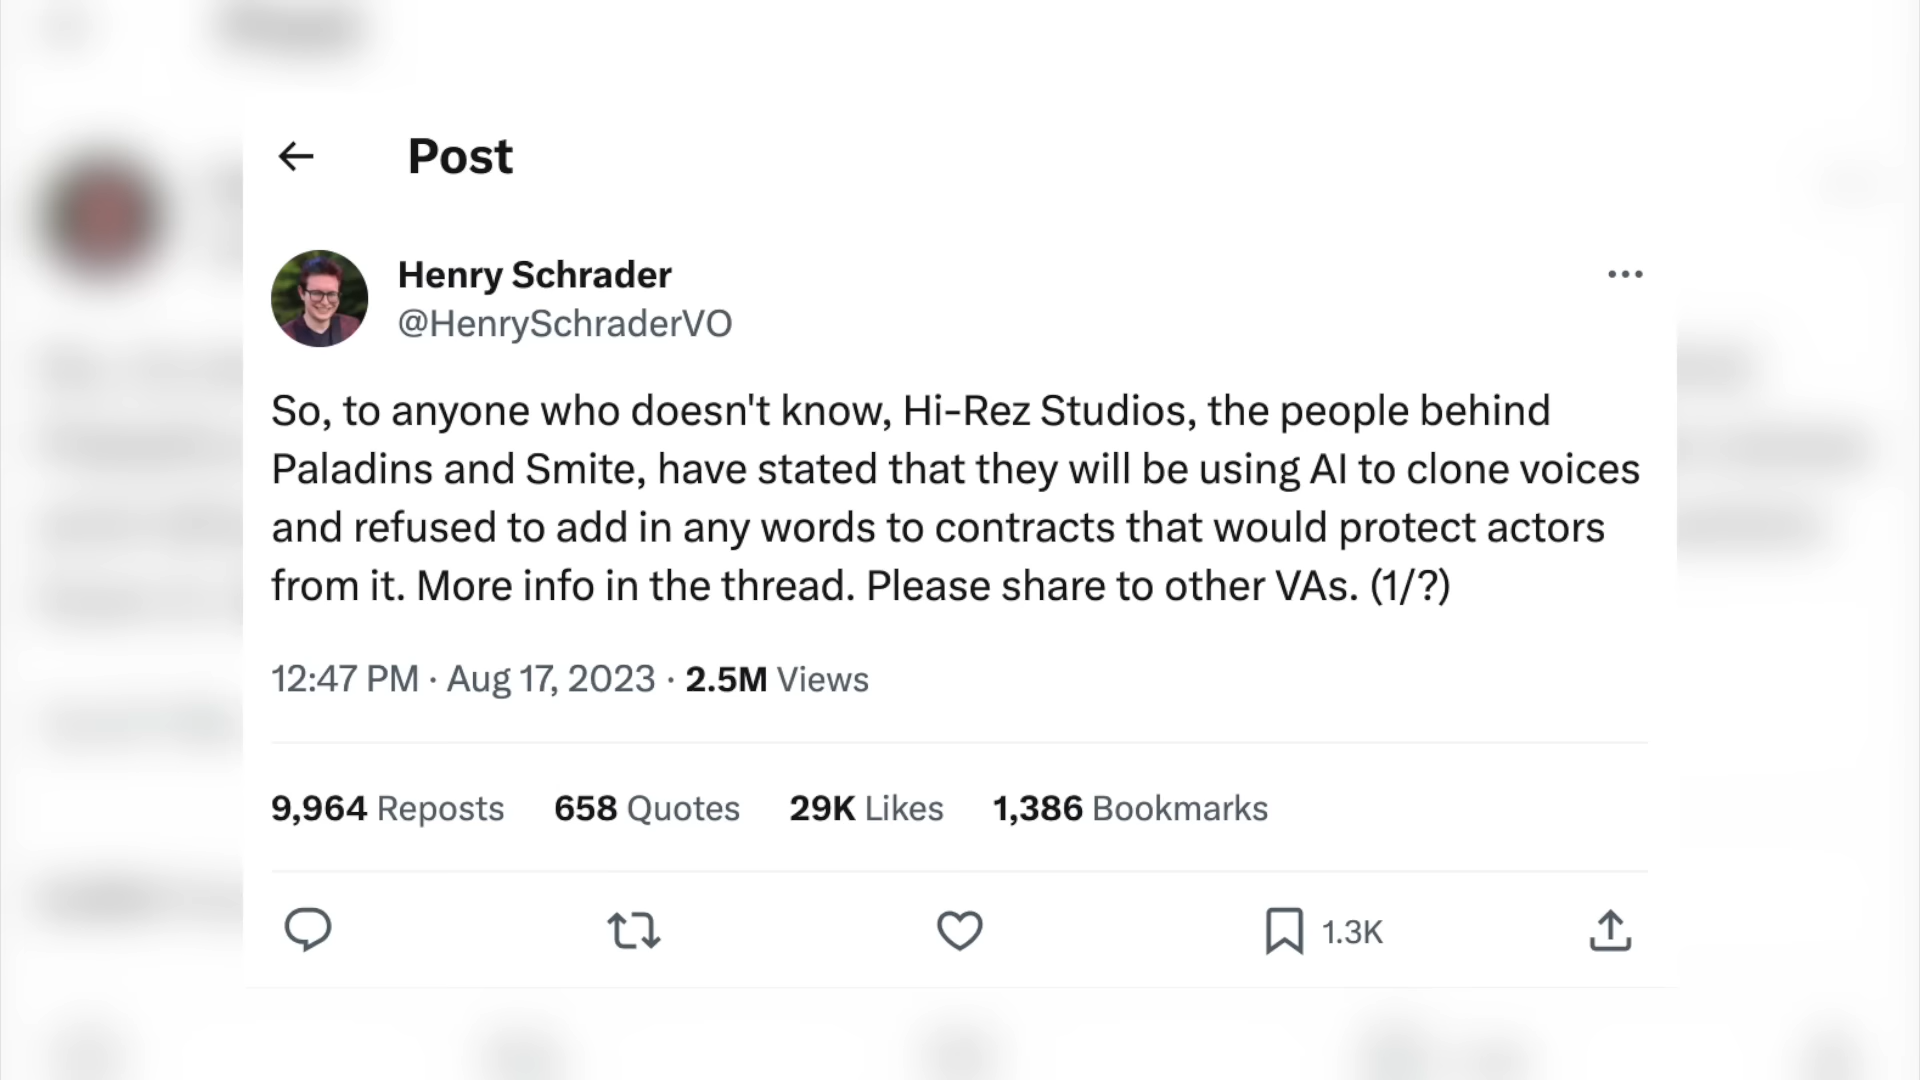 Post
Henry Schrader
@HenrySchraderVO
So, to anyone who doesn't know, Hi-Rez Studios, the people behind
Paladins and Smite, have stated that they will be using AI to clone voices
and refused to add in any words to contracts that would protect actors
from it. More info in the thread. Please share to other VAs. (1/?)
12:47 PM · Aug 17, 2023 · 2.5M Views
9,964 Reposts 658 Quotes 29K Likes 1,386 Bookmarks
1.3K